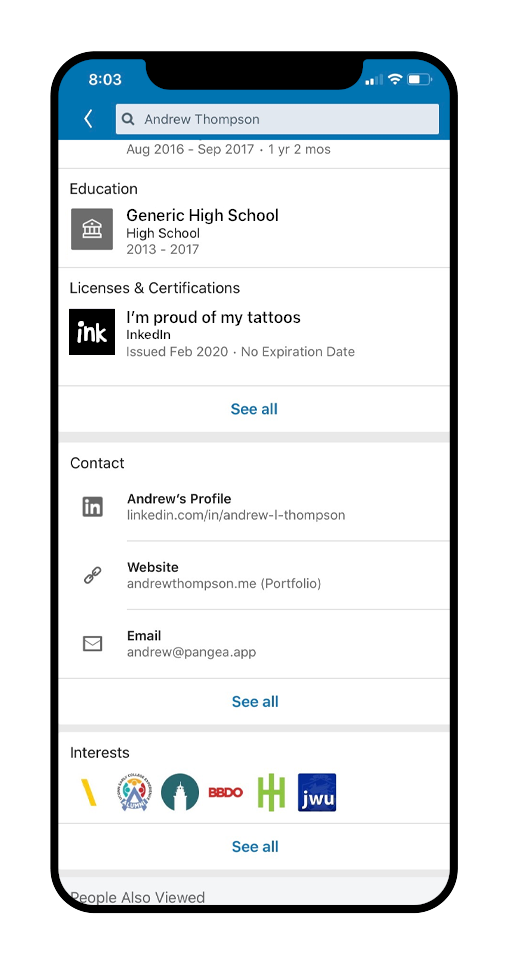 8:03
Andrew Thompson
Aug 2016 - Sep 2017 · 1 yr 2 mos
Education
Generic High School
High School
2013 - 2017
Licenses & Certifications
ink
I'm proud of my tattoos
InkedIn
Issued Feb 2020 · No Expiration Date
See all
Contact
in
Andrew's Profile
linkedin.com/in/andrew-l-thompson
Website
andrewthompson.me (Portfolio)
Email
andrew@pangea.app
See all
Interests
BBDO
jwu
See all
People Also Viewed